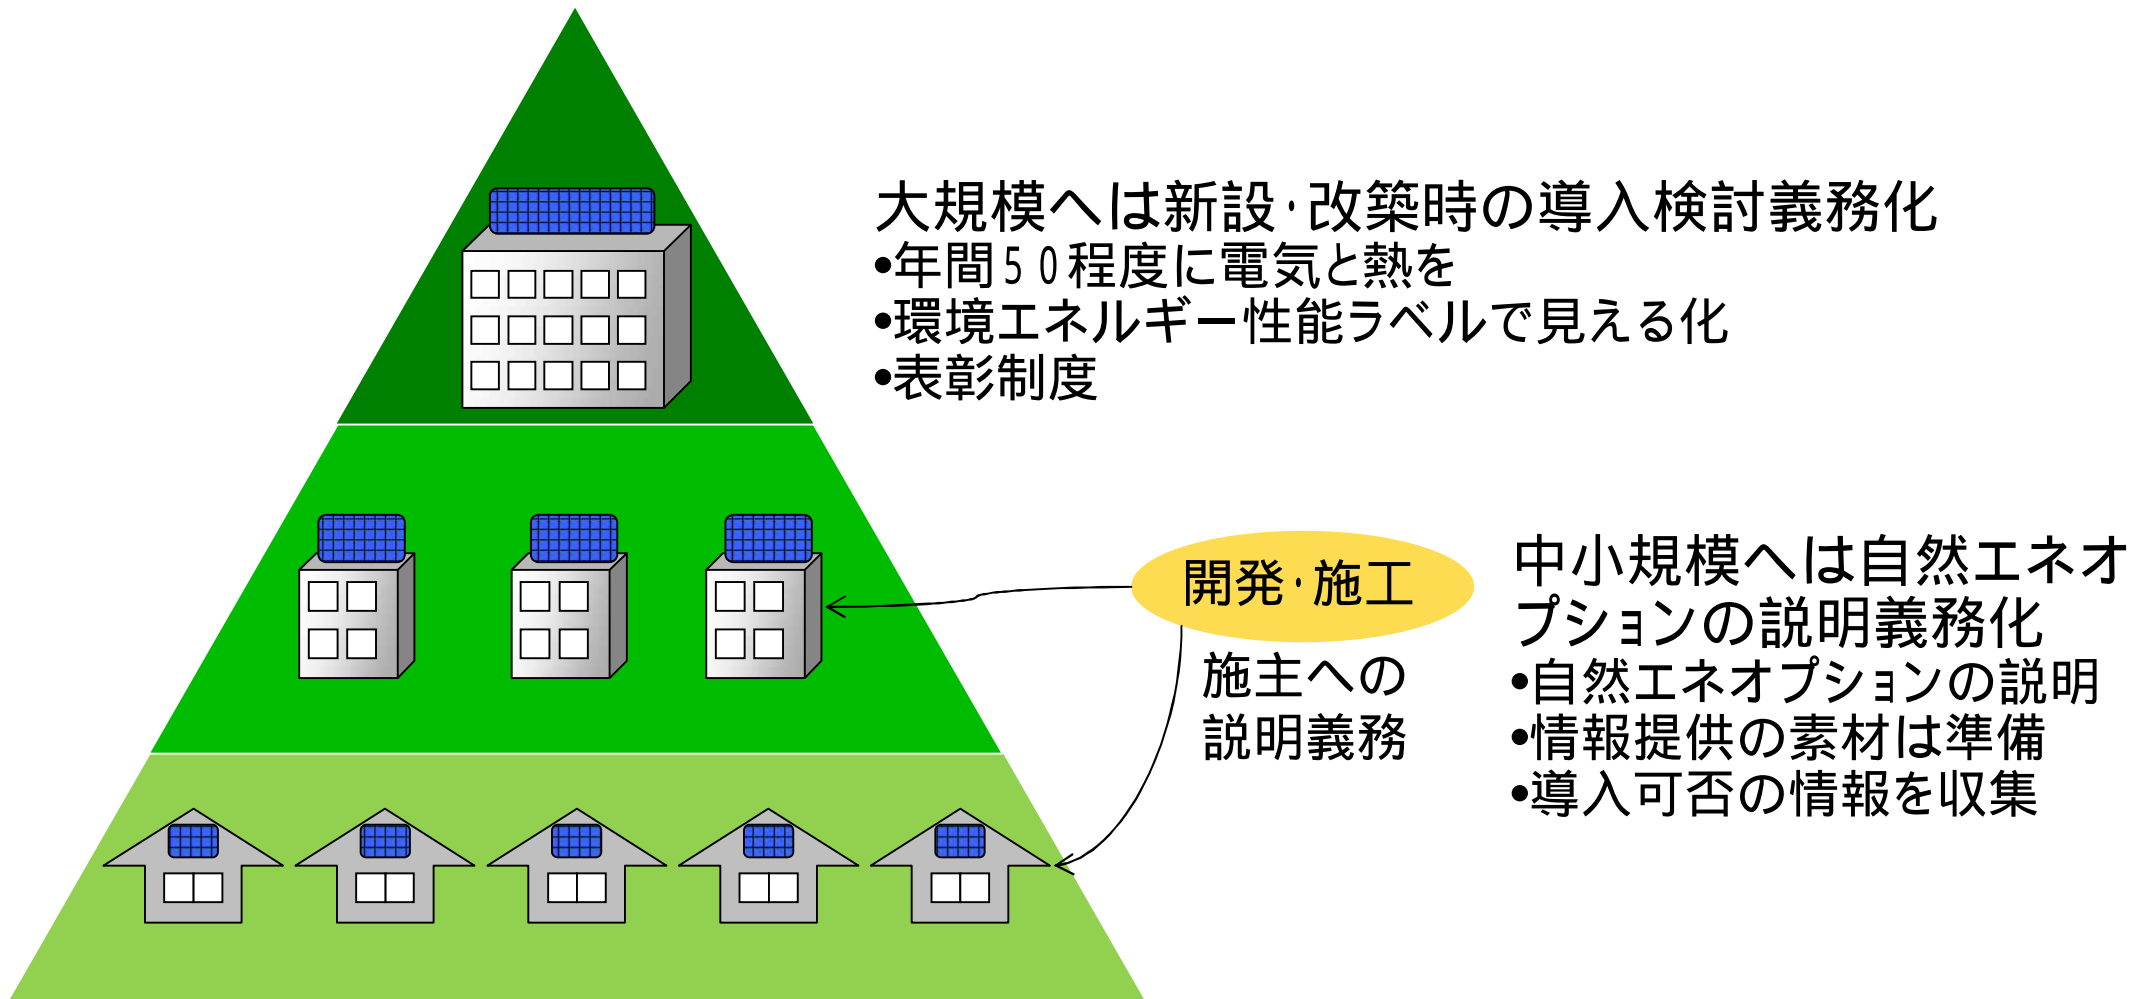 大規模へは新設･改築時の導入検討義務化
•年間５０程度に電気と熱を
•環境エネルギー性能ラベルで見える化
•表彰制度
開発･施工
施主への
説明義務
中小規模へは自然エネオ
プションの説明義務化
•自然エネオプションの説明
•情報提供の素材は準備
•導入可否の情報を収集